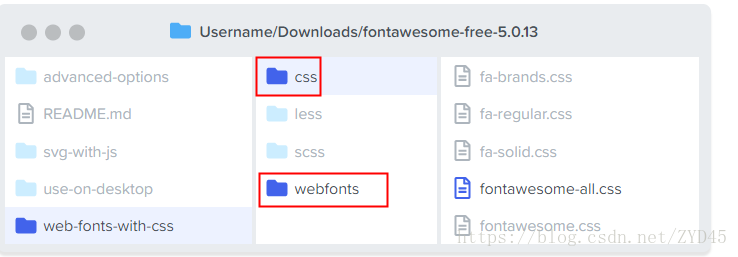 Username/Downloads/fontawesome-free-5.0.13
advanced-options
README.md
svg-with-js
use-on-desktop
web-fonts-with-css
css
less
scss
webfonts
fa-brands.css
fa-regular.css
fa-solid.css
fontawesome-all.css
fontawesome.css
https://blog.csdn.net/ZYD45